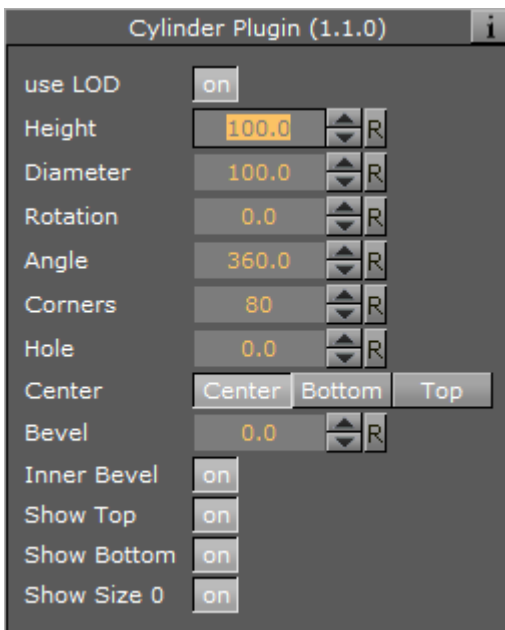 Cylinder Plugin (1.1.0) i
use LOD on
Height 100.0 R
Diameter 100.0 R
Rotation 0.0 R
Angle 360.0 R
Corners 80 R
Hole 0.0 R
Center Center Bottom Top
Bevel 0.0 R
Inner Bevel on
Show Top on
Show Bottom on
Show Size 0 on